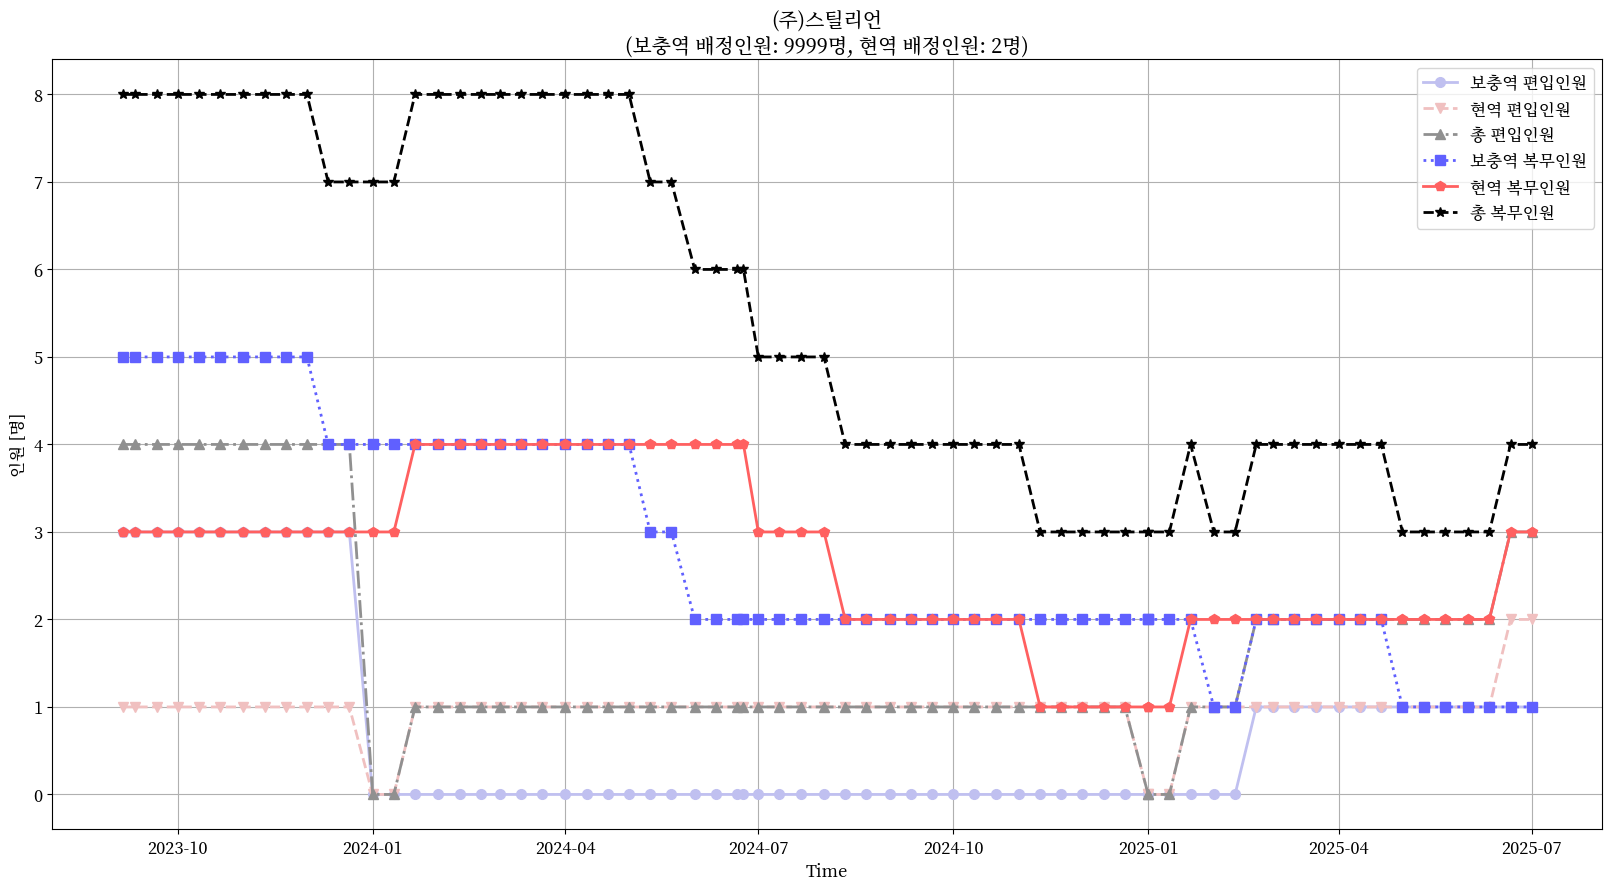 (주)스틸리언
(보충역 배정인원: 9999명, 현역 배정인원: 2명)
보충역 편입인원
현역 편입인원
총 편입인원
보충역 복무인원
현역 복무인원
총 복무인원
인원 [명]
8
7
6
5
4
3
2
1
0
2023-10
2024-01
2024-04
2024-07
2024-10
2025-01
2025-04
2025-07
Time